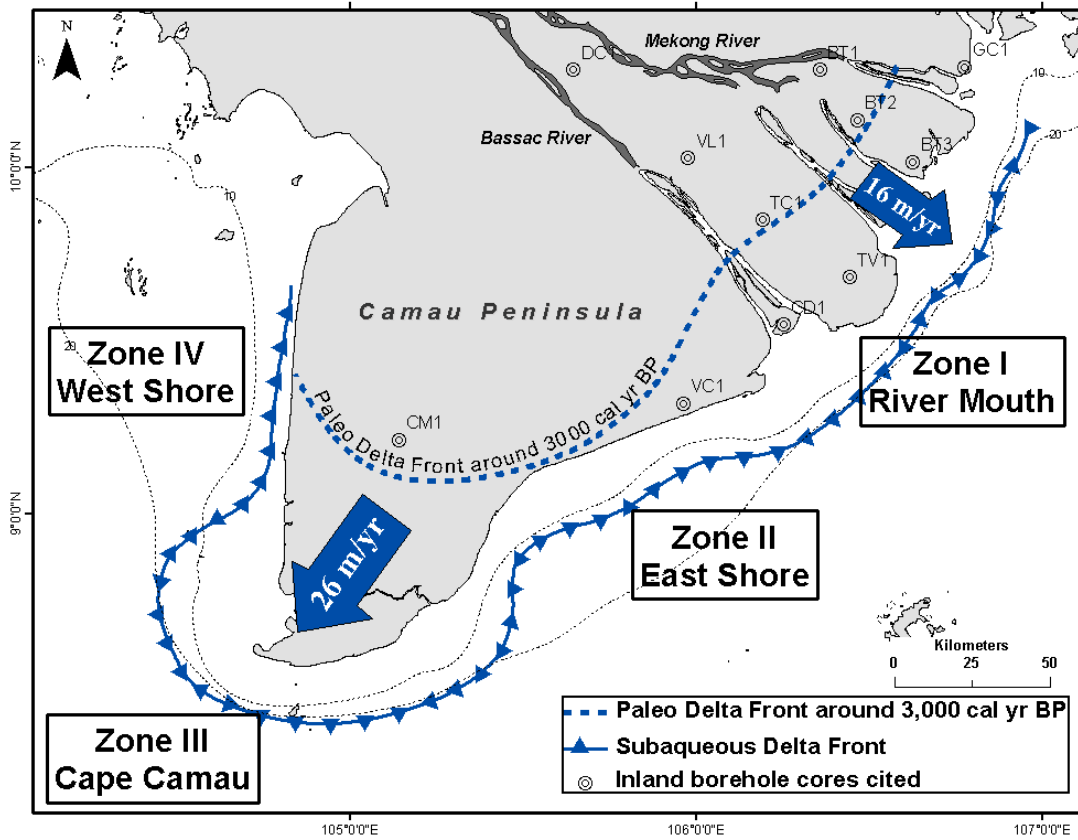 N
Mekong River
GC1
DC1
BT1
10
20
BT2
Bassac River
VL1
BT3
10°0'0"N
10
16 m/yr
TC1
TV1
Camau Peninsula
CD1
20
Zone IV
West Shore
Zone I
River Mouth
Paleo Delta Front around 3000 cal yr BP
VC1
CM1
9°0'0"N
26 m/yr
Zone II
East Shore
Kilometers
0 25 50
Paleo Delta Front around 3,000 cal yr BP
Subaqueous Delta Front
Inland borehole cores cited
Zone III
Cape Camau
105°0'0"E
106°0'0"E
107°0'0"E